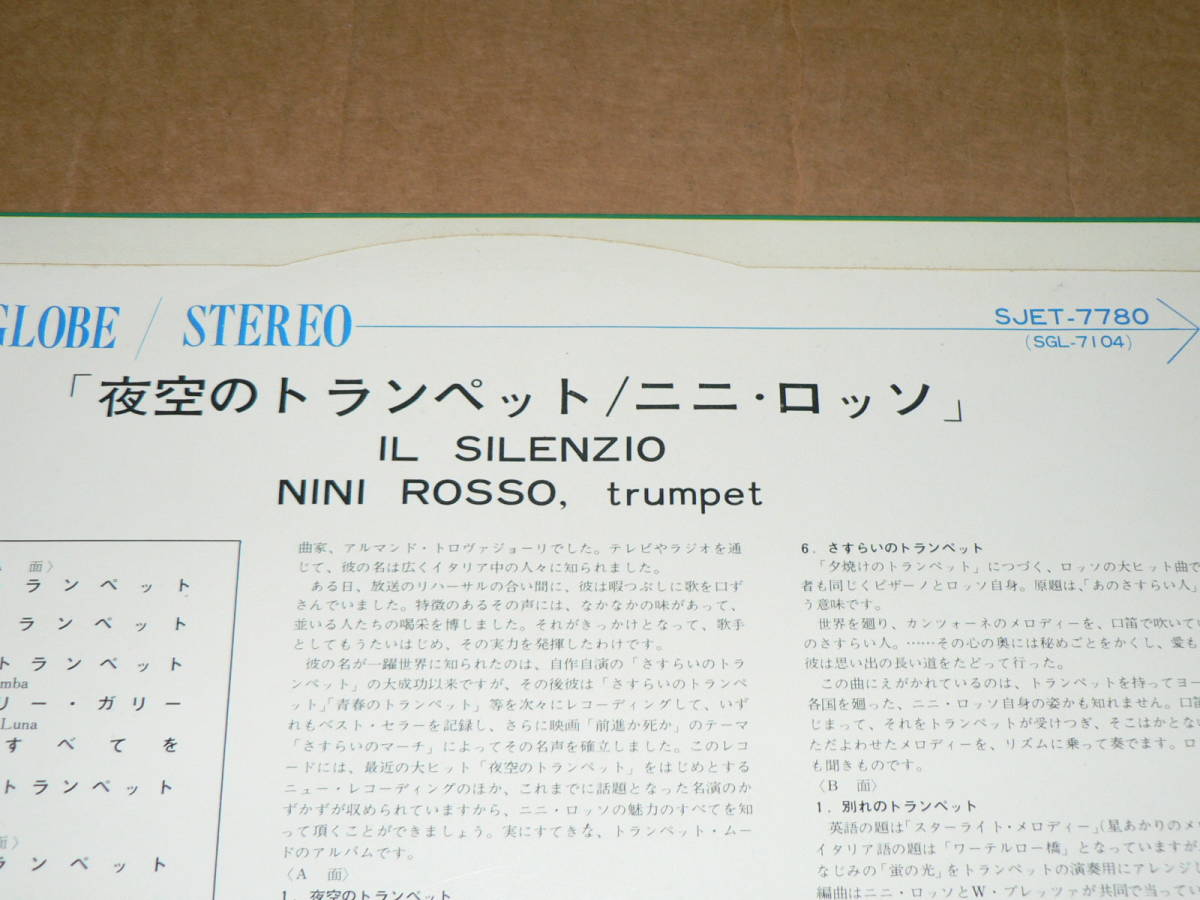 GLOBE / STEREO
SJET-7780
(SGL-7104)
「夜空のトランペット/ニニ・ロッソ」
IL SILENZIO
NINI ROSSO, trumpet
面〉
ランペット
ランペット
トランペット
mba
リー・ガリー
Luna
すべてを
トランペット
面〉
ランペット
曲家、アルマンド・トロヴァジョーリでした。テレビやラジオを通
じて、彼の名は広くイタリア中の人々に知られました。
ある日、放送のリハーサルの合い間に、彼は暇つぶしに歌を口ず
さんでいました。特徴のあるその声には、なかなかの味があって、
並いる人たちの喝采を博しました。それがきっかけとなって、歌手
としてもうたいはじめ、その実力を発揮したわけです。
彼の名が一躍世界に知られたのは、自作自演の「さすらいのトラ
ンペット」の大成功以来ですが、その後彼は「さすらいのトランペ
ット」「青春のトランペット」等を次々にレコーディングして、いず
れもベスト・セラーを記録し、さらに映画「前進か死か」のテーマ
「さすらいのマーチ」によってその名声を確立しました。このレコ
ードには、最近の大ヒット「夜空のトランペット」をはじめとする
ニュー・レコーディングのほか、これまでに話題となった名演のか
ずかずが収められていますから、ニニ・ロッソの魅力のすべてを知
って頂くことができましょう。実にすてきな、トランペット・ムー
ドのアルバムです。
〈A 面〉
1. 夜空のトランペット
6. さすらいのトランペット
「夕焼けのトランペット」につづく、ロッソの大ヒット曲で
者も同じくビザーノとロッソ自身。原題は、「あのさすらい人」
う意味です。
世界を廻り、カンツォーネのメロディーを、口笛で吹いてい
のさすらい人。……その心の奥には秘めごとをかくし、愛も
彼は思い出の長い道をたどって行った。
この曲にえがかれているのは、トランペットを持ってヨー
各国を廻った、ニニ・ロッソ自身の姿かも知れません。口笛
じまって、それをトランペットが受けつぎ、そこはかとない
ただよわせたメロディーを、リズムに乗って奏でます。ロ
も聞きものです。
〈B 面〉
1. 別れのトランペット
英語の題は「スターライト・メロディー」(星あかりのメロ
イタリア語の題は「ワーテルロー橋」となっていますが
なじみの「蛍の光」をトランペットの演奏用にアレンジし
編曲はニニ・ロッソとW・ブレッツァが共同で当ってい